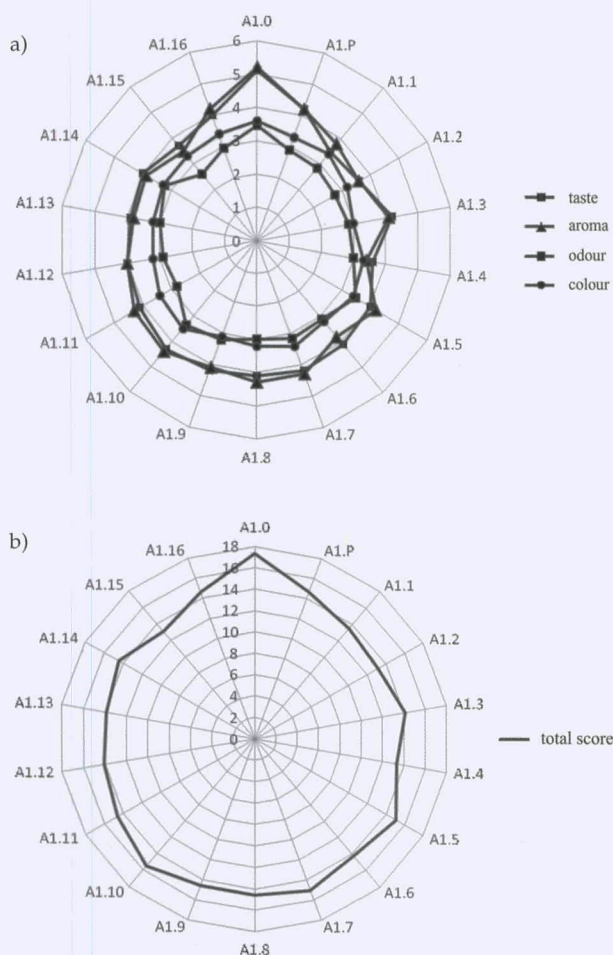 a)
A1.0
A1.P
A1.1
A1.2
A1.3
A1.4
A1.5
A1.6
A1.7
A1.8
A1.9
A1.10
A1.11
A1.12
A1.13
A1.14
A1.15
A1.16
6
5
4
3
2
1
0
taste
aroma
odour
colour
b)
A1.0
A1.P
A1.1
A1.2
A1.3
A1.4
A1.5
A1.6
A1.7
A1.8
A1.9
A1.10
A1.11
A1.12
A1.13
A1.14
A1.15
A1.16
18
16
14
12
10
8
6
4
2
0
total score